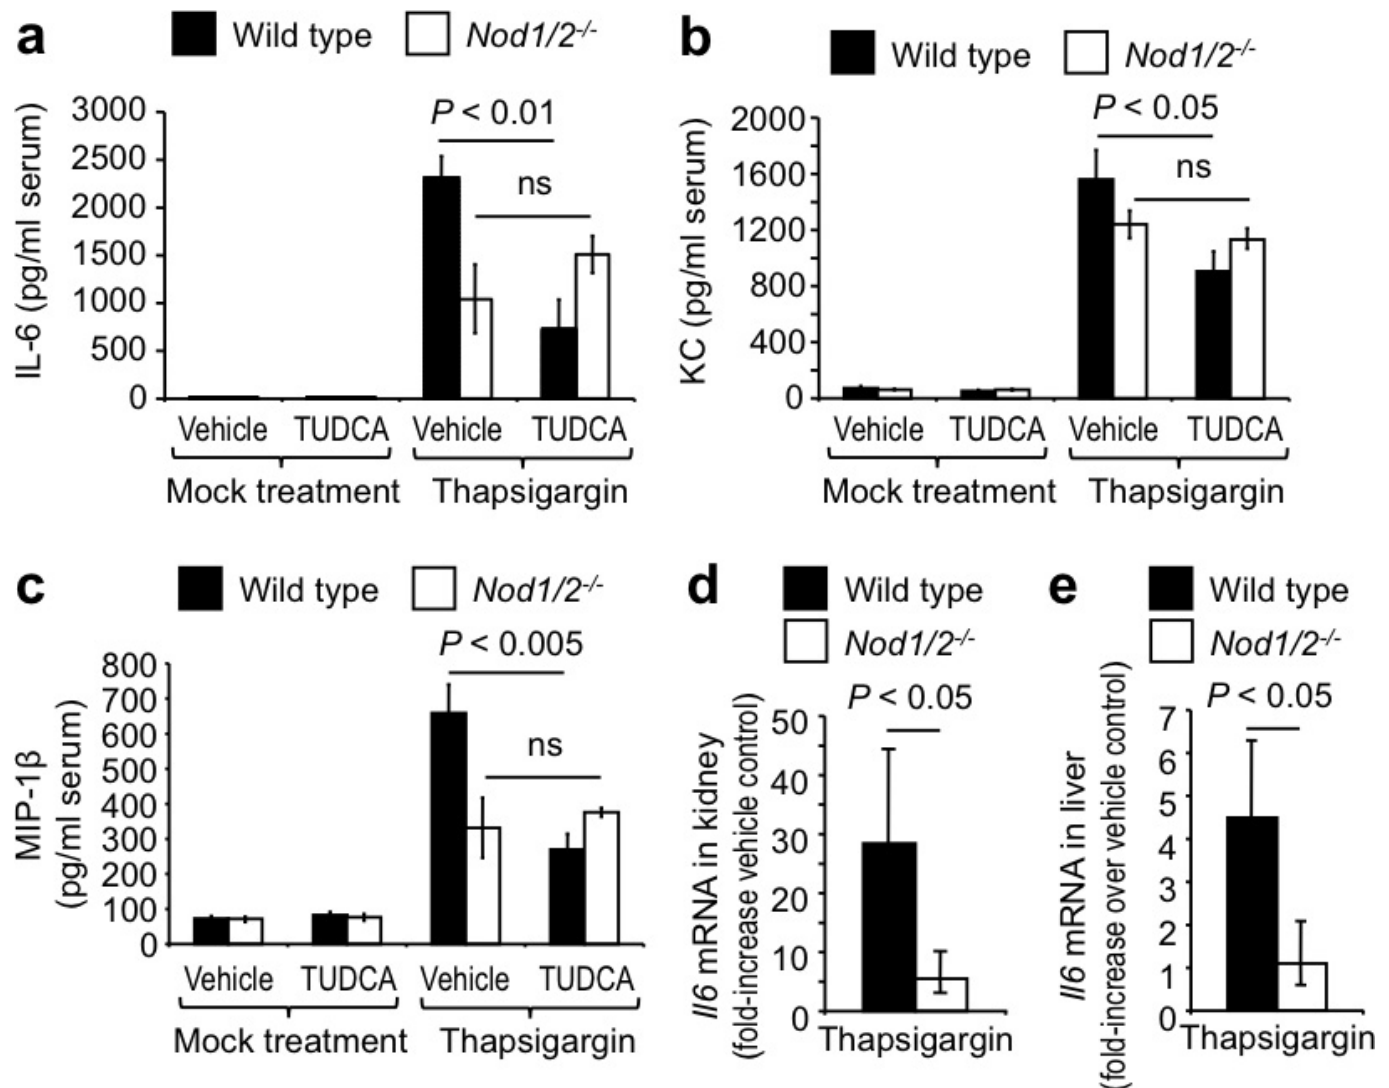 a
Wild type Nod1/2-/-
IL-6 (pg/ml serum)
3000
2500
2000
1500
1000
500
0
P < 0.01
ns
Vehicle TUDCA Vehicle TUDCA
Mock treatment Thapsigargin
b
Wild type Nod1/2-/-
KC (pg/ml serum)
2000
1600
1200
800
400
0
P < 0.05
ns
Vehicle TUDCA Vehicle TUDCA
Mock treatment Thapsigargin
c
Wild type Nod1/2-/-
MIP-1β
(pg/ml serum)
800
700
600
500
400
300
200
100
0
P < 0.005
ns
Vehicle TUDCA Vehicle TUDCA
Mock treatment Thapsigargin
d
Wild type
Nod1/2-/-
Il6 mRNA in kidney
(fold-increase vehicle control)
50
40
30
20
10
0
P < 0.05
Thapsigargin
e
Wild type
Nod1/2-/-
Il6 mRNA in liver
(fold-increase over vehicle control)
7
6
5
4
3
2
1
0
P < 0.05
Thapsigargin